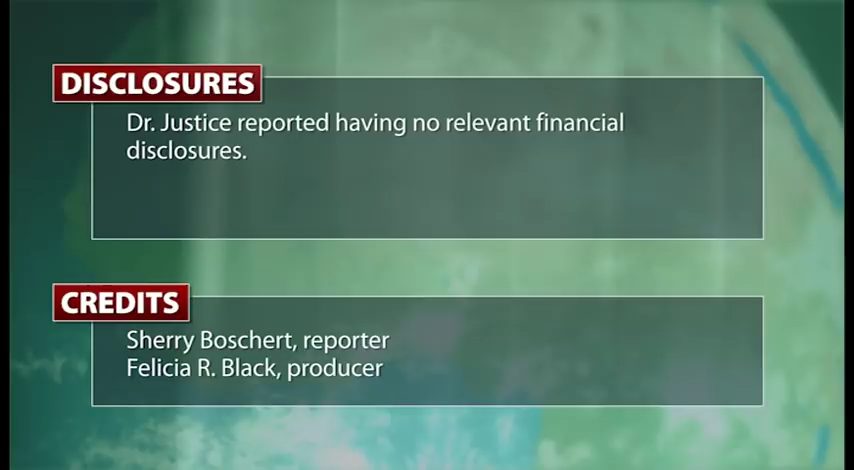 DISCLOSURES
Dr. Justice reported having no relevant financial
disclosures.
CREDITS
Sherry Boschert, reporter
Felicia R. Black, producer